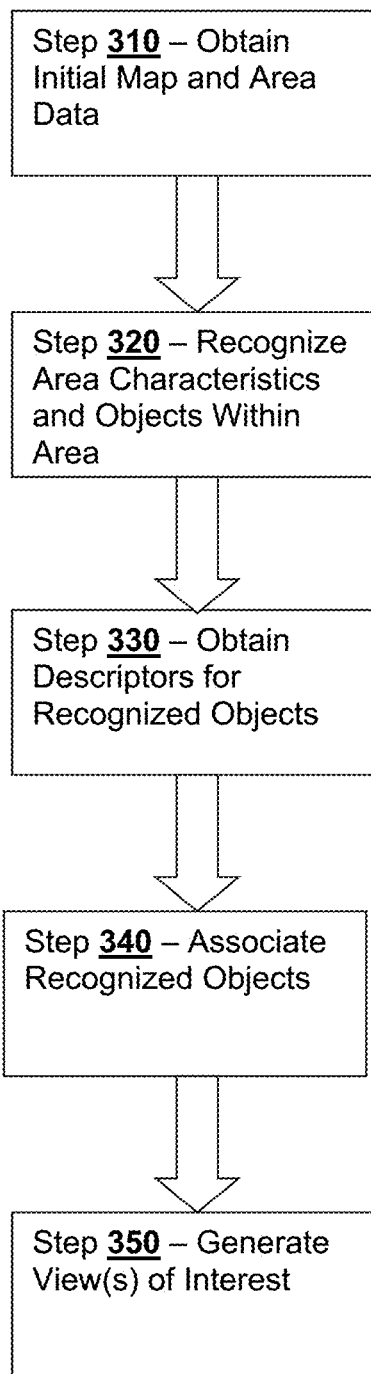 Step 310 – Obtain
Initial Map and Area
Data
Step 320 – Recognize
Area Characteristics
and Objects Within
Area
Step 330 – Obtain
Descriptors for
Recognized Objects
Step 340 – Associate
Recognized Objects
Step 350 – Generate
View(s) of Interest